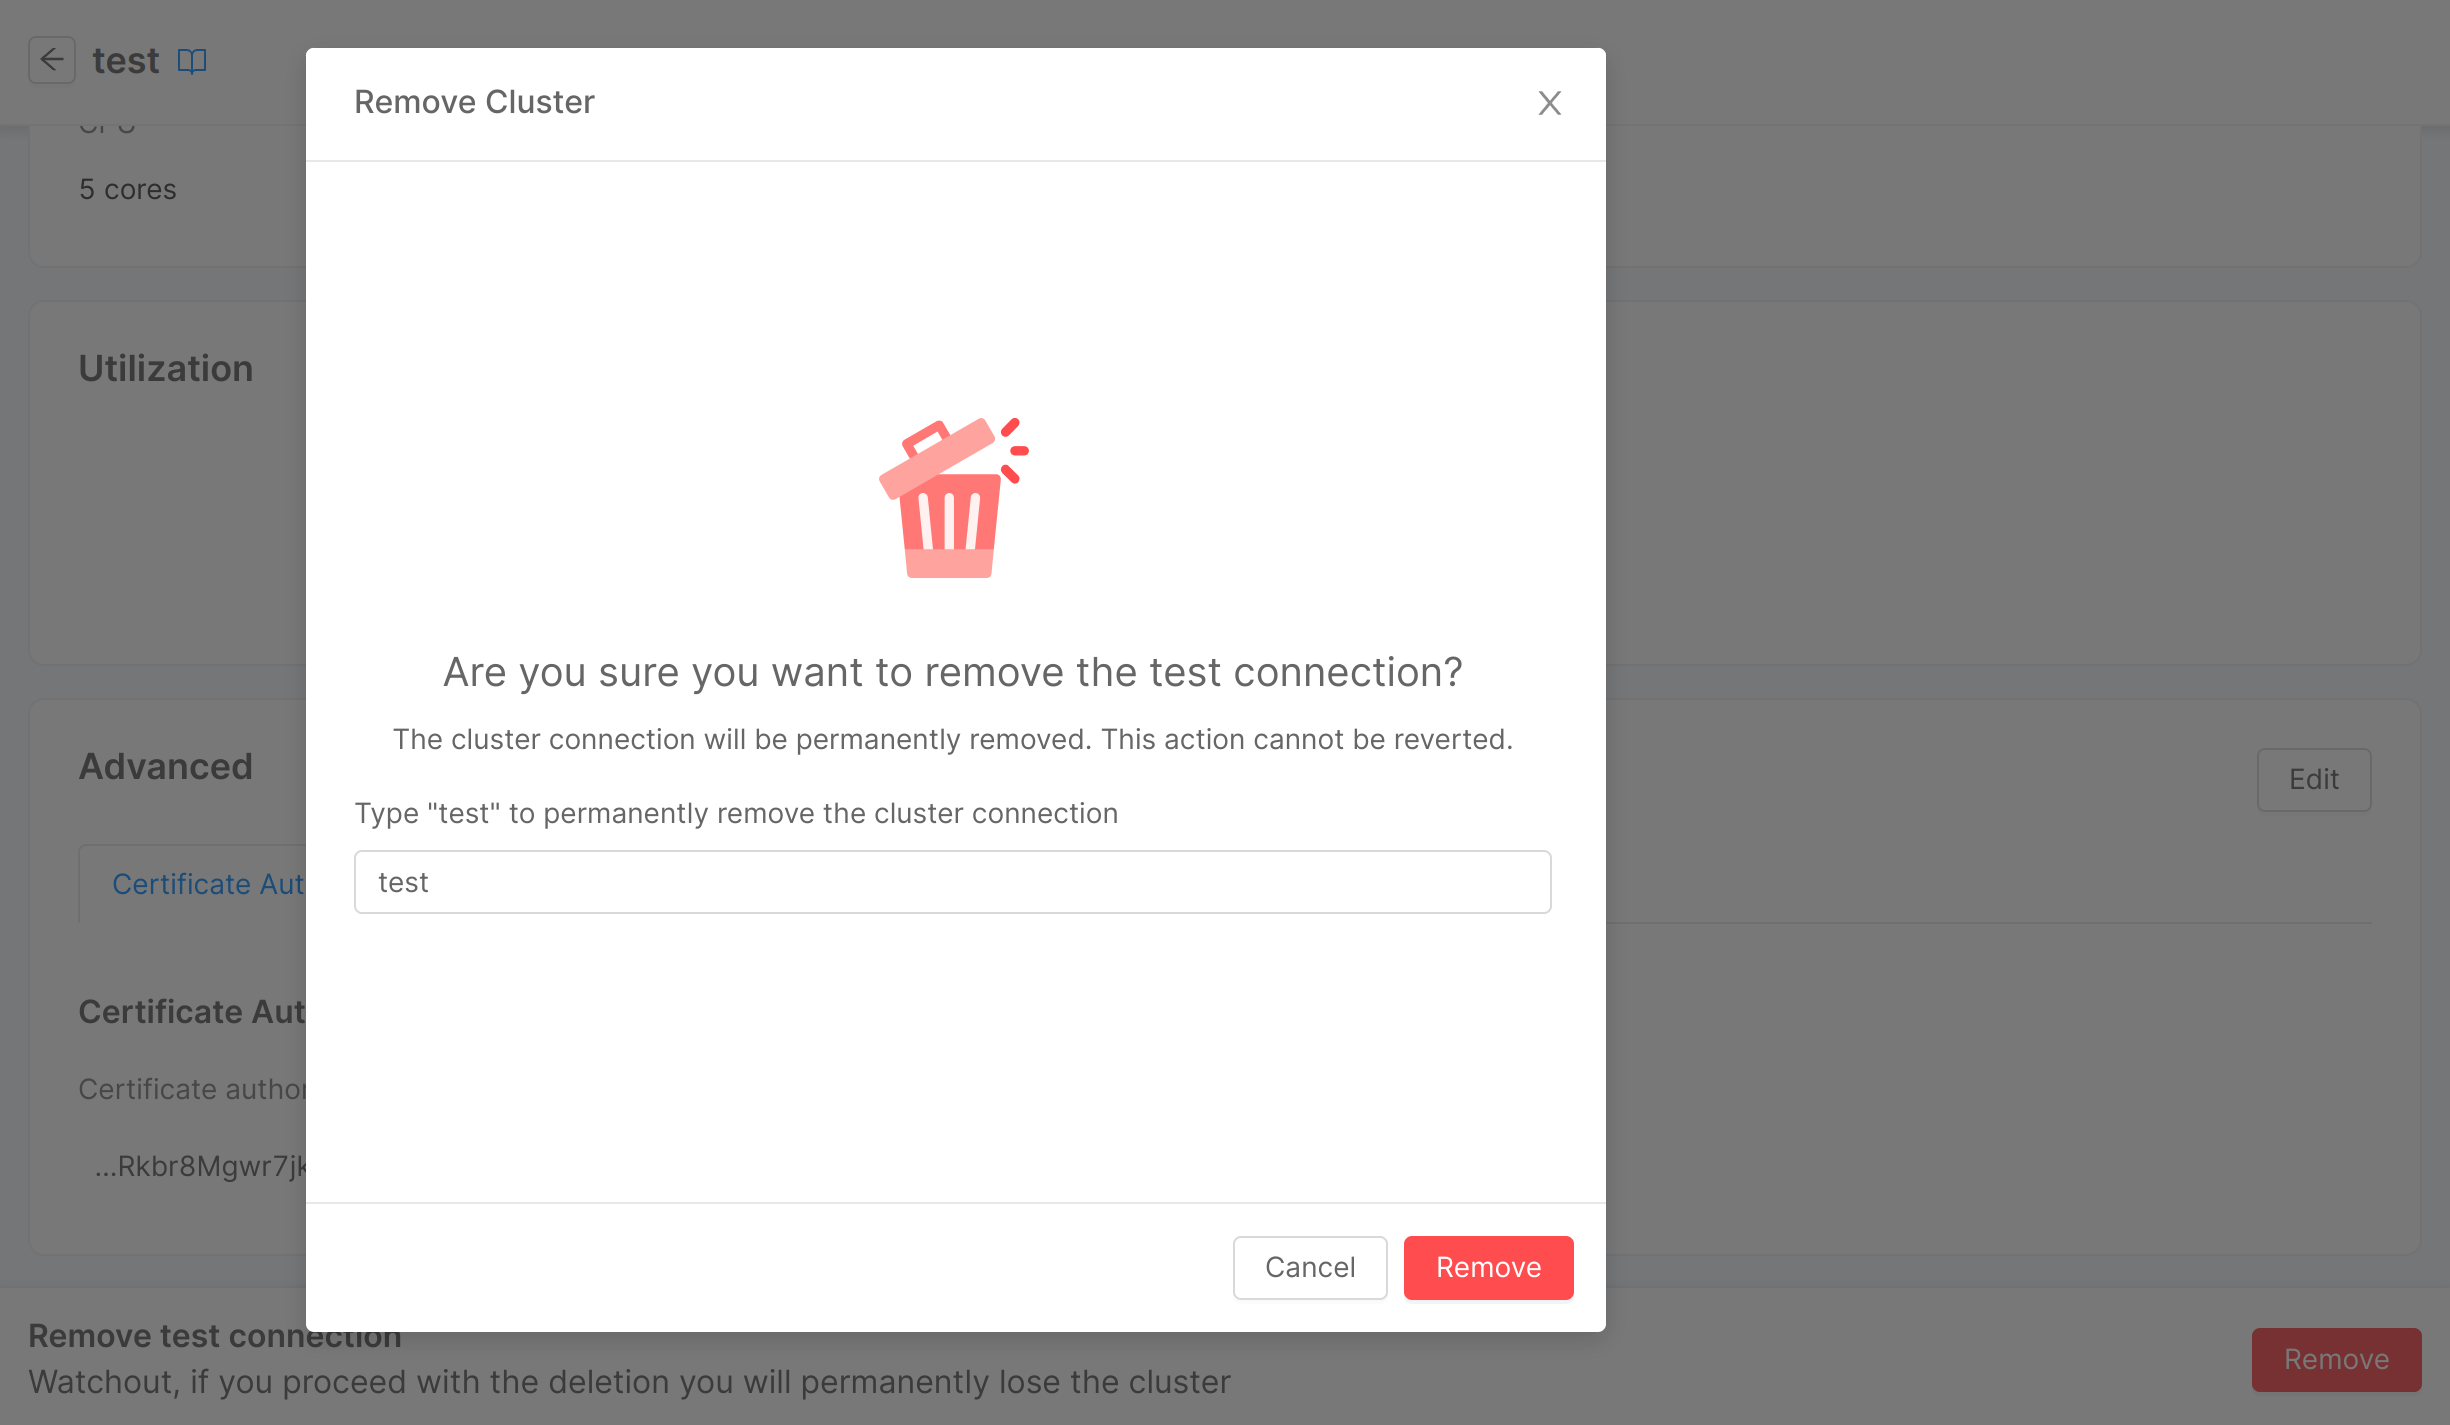 test
Remove Cluster
5 cores
Utilization
Are you sure you want to remove the test connection?
The cluster connection will be permanently removed. This action cannot be reverted.
Type "test" to permanently remove the cluster connection
test
Advanced
Edit
Certificate Aut
Certificate Aut
Certificate author
...Rkbr8Mgwr7jk
Cancel
Remove
Remove test connection
Watchout, if you proceed with the deletion you will permanently lose the cluster
Remove